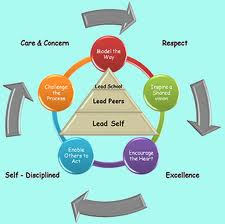 Care & Concern
Respect
Model the
Way
Challenge
the Process
Inspire a
Shared
vision
Lead School
Lead Peers
Lead Self
Enable
Others to
Act
Encourage
the Heart
Self - Disciplined
Excellence